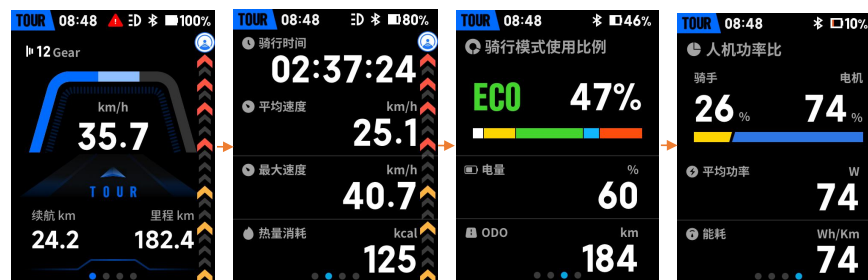 TOUR 08:48 100%
12 Gear
km/h
35.7
TOUR
续航 km 里程 km
24.2 182.4
TOUR 08:48 80%
骑行时间
02:37:24
平均速度 km/h
25.1
最大速度 km/h
40.7
热量消耗 kcal
125
TOUR 08:48 46%
骑行模式使用比例
ECO 47%
电量 %
60
ODO km
184
TOUR 08:48 10%
人机功率比
骑手 电机
26 % 74 %
平均功率 W
74
能耗 Wh/Km
74